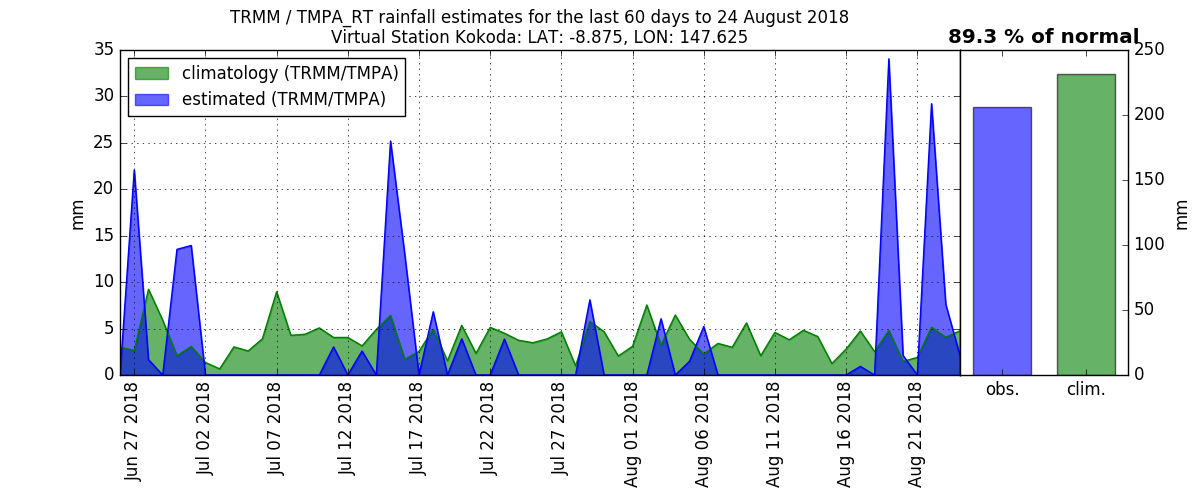 TRMM / TMPA_RT rainfall estimates for the last 60 days to 24 August 2018
Virtual Station Kokoda: LAT: -8.875, LON: 147.625
89.3 % of normal
climatology (TRMM/TMPA)
estimated (TRMM/TMPA)
35
30
25
20
15
10
5
0
mm
250
200
150
100
50
0
mm
obs.
clim.
Jun 27 2018
Jul 02 2018
Jul 07 2018
Jul 12 2018
Jul 17 2018
Jul 22 2018
Jul 27 2018
Aug 01 2018
Aug 06 2018
Aug 11 2018
Aug 16 2018
Aug 21 2018